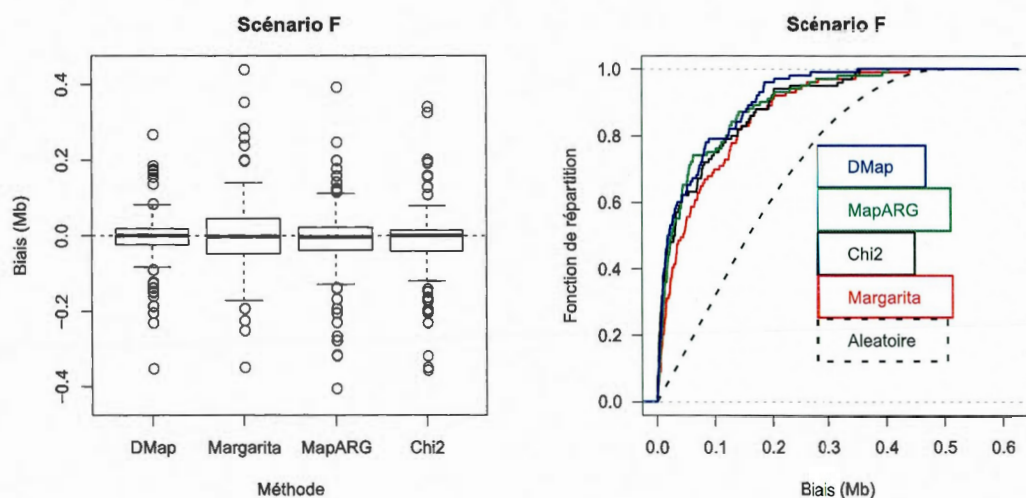 Scénario F
Biais (Mb)
0.4
0.2
0.0
−0.2
−0.4
DMap Margarita MapARG Chi2
Méthode
Scénario F
Fonction de répartition
1.0
0.8
0.6
0.4
0.2
0.0
DMap
MapARG
Chi2
Margarita
Aleatoire
0.0 0.1 0.2 0.3 0.4 0.5 0.6
Biais (Mb)